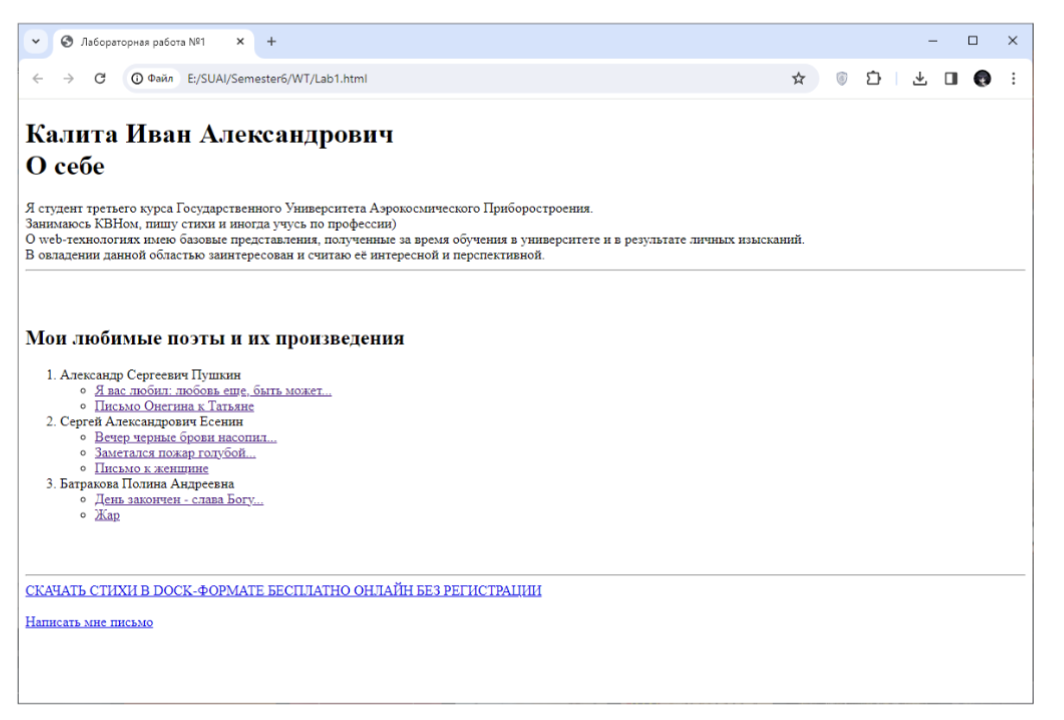 Лабораторная работа №1
Файл E:/SUAI/Semester6/WT/Lab1.html
Калита Иван Александрович
О себе
Я студент третьего курса Государственного Университета Аэрокосмического Приборостроения.
Занимаюсь КВНом, пишу стихи и иногда учусь по профессии)
О web-технологиях имею базовые представления, полученные за время обучения в университете и в результате личных изысканий.
В овладении данной областью заинтересован и считаю её интересной и перспективной.
Мои любимые поэты и их произведения
1. Александр Сергеевич Пушкин
Я вас любил: любовь еще, быть может...
Письмо Онегина к Татьяне
2. Сергей Александрович Есенин
Вечер черные брови насопил...
Заметался пожар голубой...
Письмо к женщине
3. Батракова Полина Андреевна
День закончен - слава Богу...
Жар
СКАЧАТЬ СТИХИ В DOCK-ФОРМАТЕ БЕСПЛАТНО ОНЛАЙН БЕЗ РЕГИСТРАЦИИ
Написать мне письмо